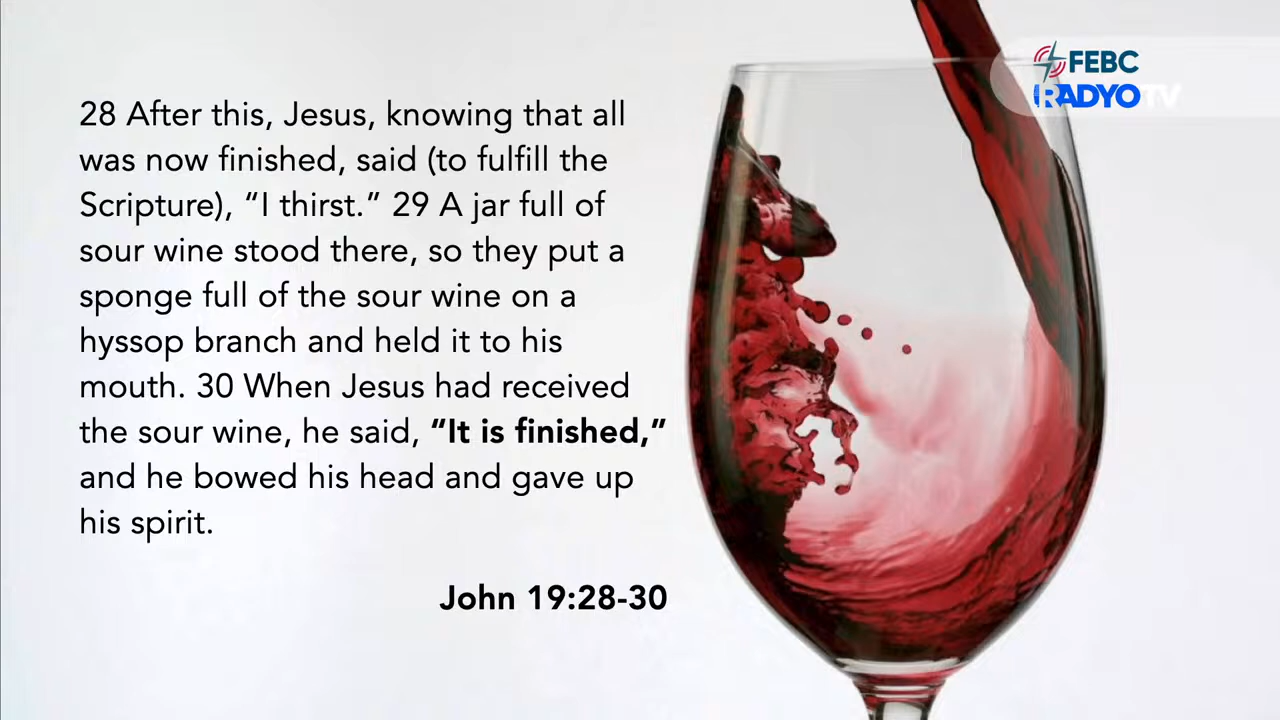 FEBC
RADYO TV
28 After this, Jesus, knowing that all
was now finished, said (to fulfill the
Scripture), “I thirst.” 29 A jar full of
sour wine stood there, so they put a
sponge full of the sour wine on a
hyssop branch and held it to his
mouth. 30 When Jesus had received
the sour wine, he said, “It is finished,”
and he bowed his head and gave up
his spirit.
John 19:28-30